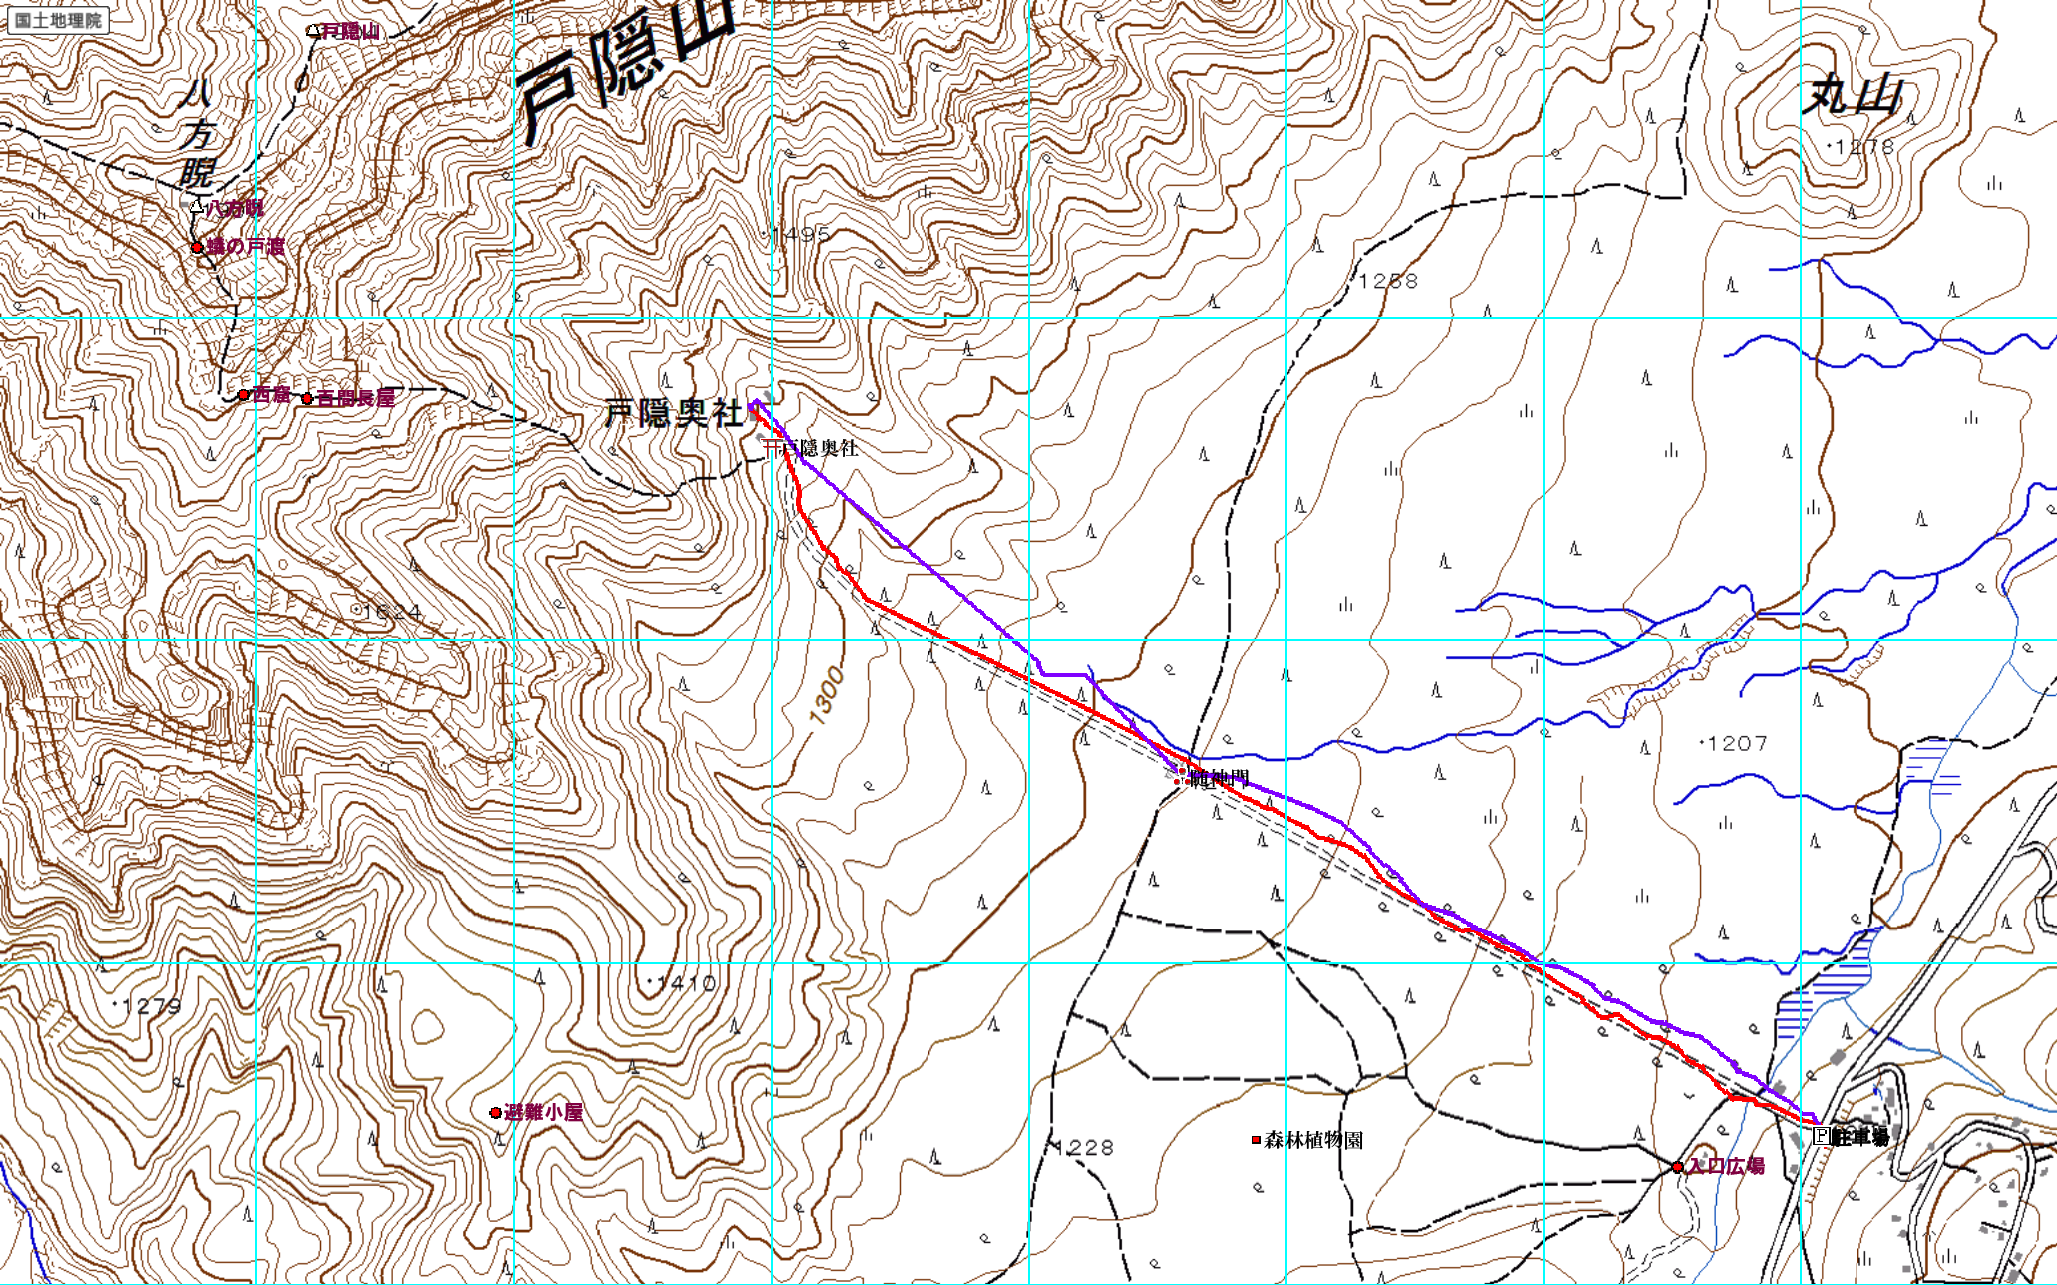 国土地理院
戸隠山
戸隠山
丸山
八方睨
1278
八方睨
1495
蟻の戸渡
1258
西窟
百間長屋
戸隠奥社
戸隠奥社
1624
1300
1207
随神門
1410
1279
避難小屋
森林植物園
駐車場
1228
入口広場